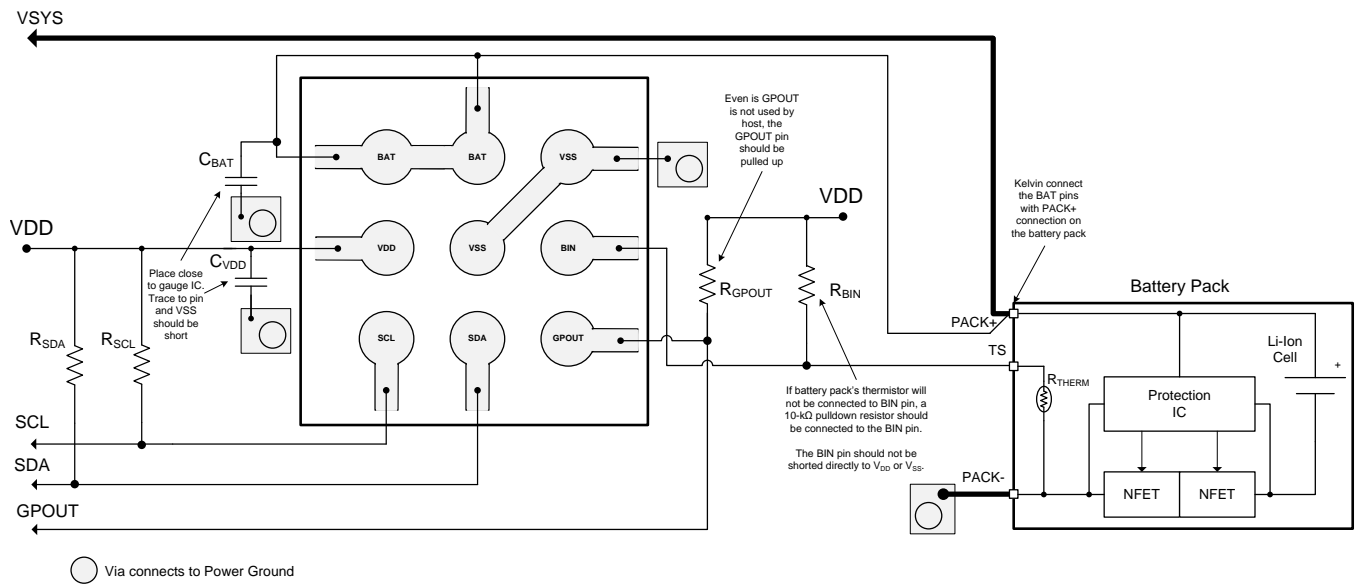 VSYS
Even is GPOUT
is not used by
host, the
GPOUT pin
should be
pulled up
CBAT
BAT
BAT
VSS
VDD
Kelvin connect
the BAT pins
with PACK+
connection on
the battery pack
VDD
CVDD
VDD
VSS
BIN
Place close
to gauge IC.
Trace to pin
and VSS
should be
short
RGPOUT
RBIN
Battery Pack
RSDA
RSCL
SCL
SDA
GPOUT
PACK+
TS
If battery pack's thermistor will
not be connected to BIN pin, a
10-kΩ pulldown resistor should
be connected to the BIN pin.
The BIN pin should not be
shorted directly to VDD or VSS.
RTHERM
Protection
IC
Li-Ion
Cell
+
SCL
SDA
PACK-
NFET
NFET
GPOUT
Via connects to Power Ground